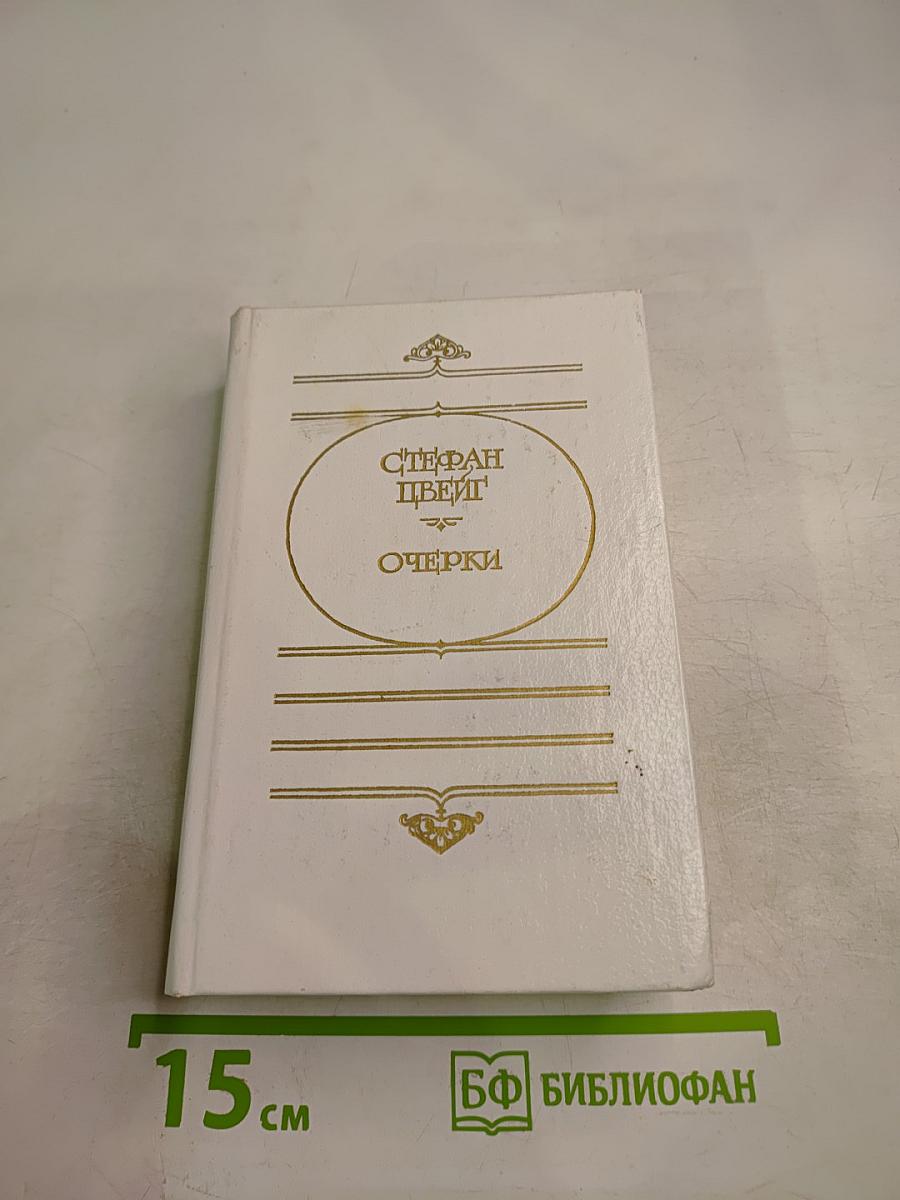 СТЕФАН
ЦВЕЙГ
ОЧЕРКИ
15 см
БФ БИБЛИОФАН